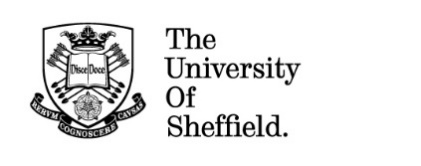 Disce Doce
RERVM COGNOSCERE CAVSAS
The
University
Of
Sheffield.